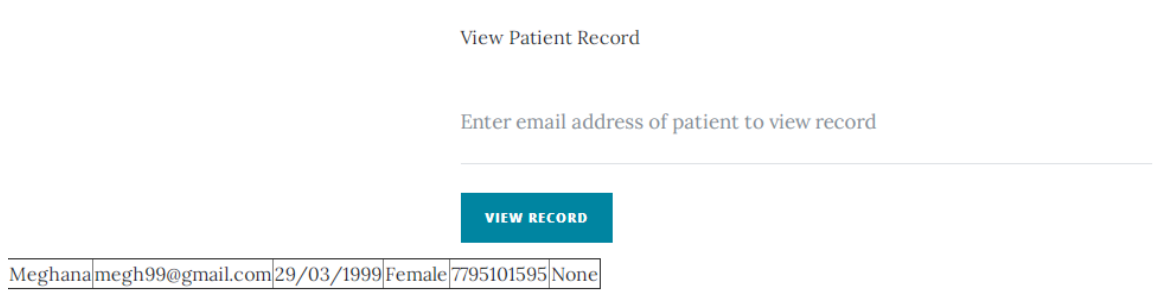 View Patient Record
Enter email address of patient to view record
VIEW RECORD
Meghana megh99@gmail.com 29/03/1999 Female 7795101595 None